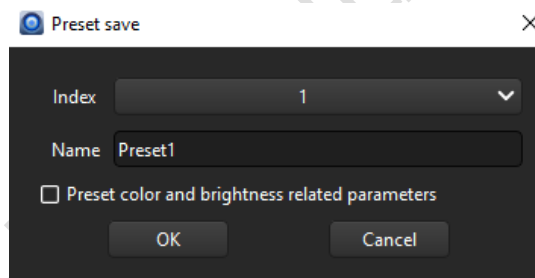 Preset save
Index 1
Name Preset1
Preset color and brightness related parameters
OK Cancel